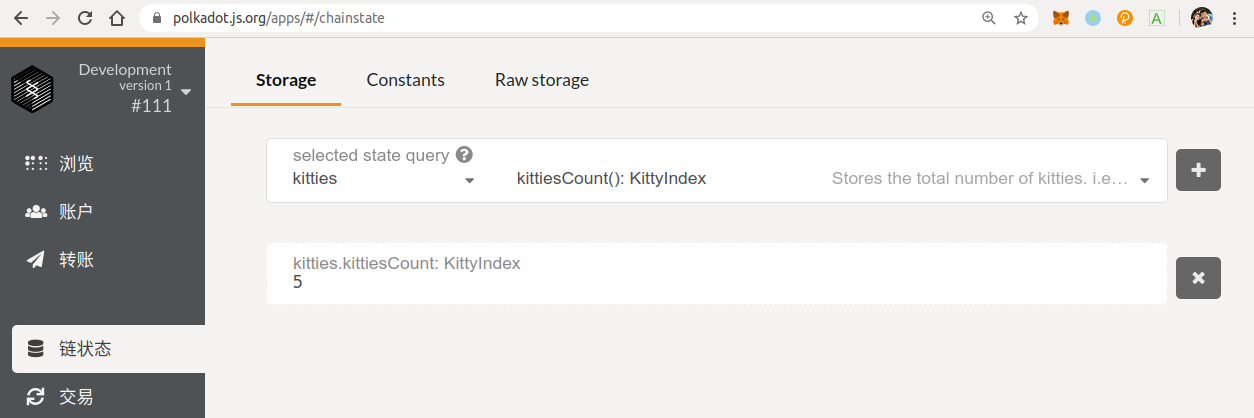 polkadot.js.org/apps/#/chainstate
Development
version 1
#111
浏览
账户
转账
链状态
交易
Storage
Constants
Raw storage
selected state query
kitties
kittiesCount(): KittyIndex
Stores the total number of kitties. i.e…
kitties.kittiesCount: KittyIndex
5